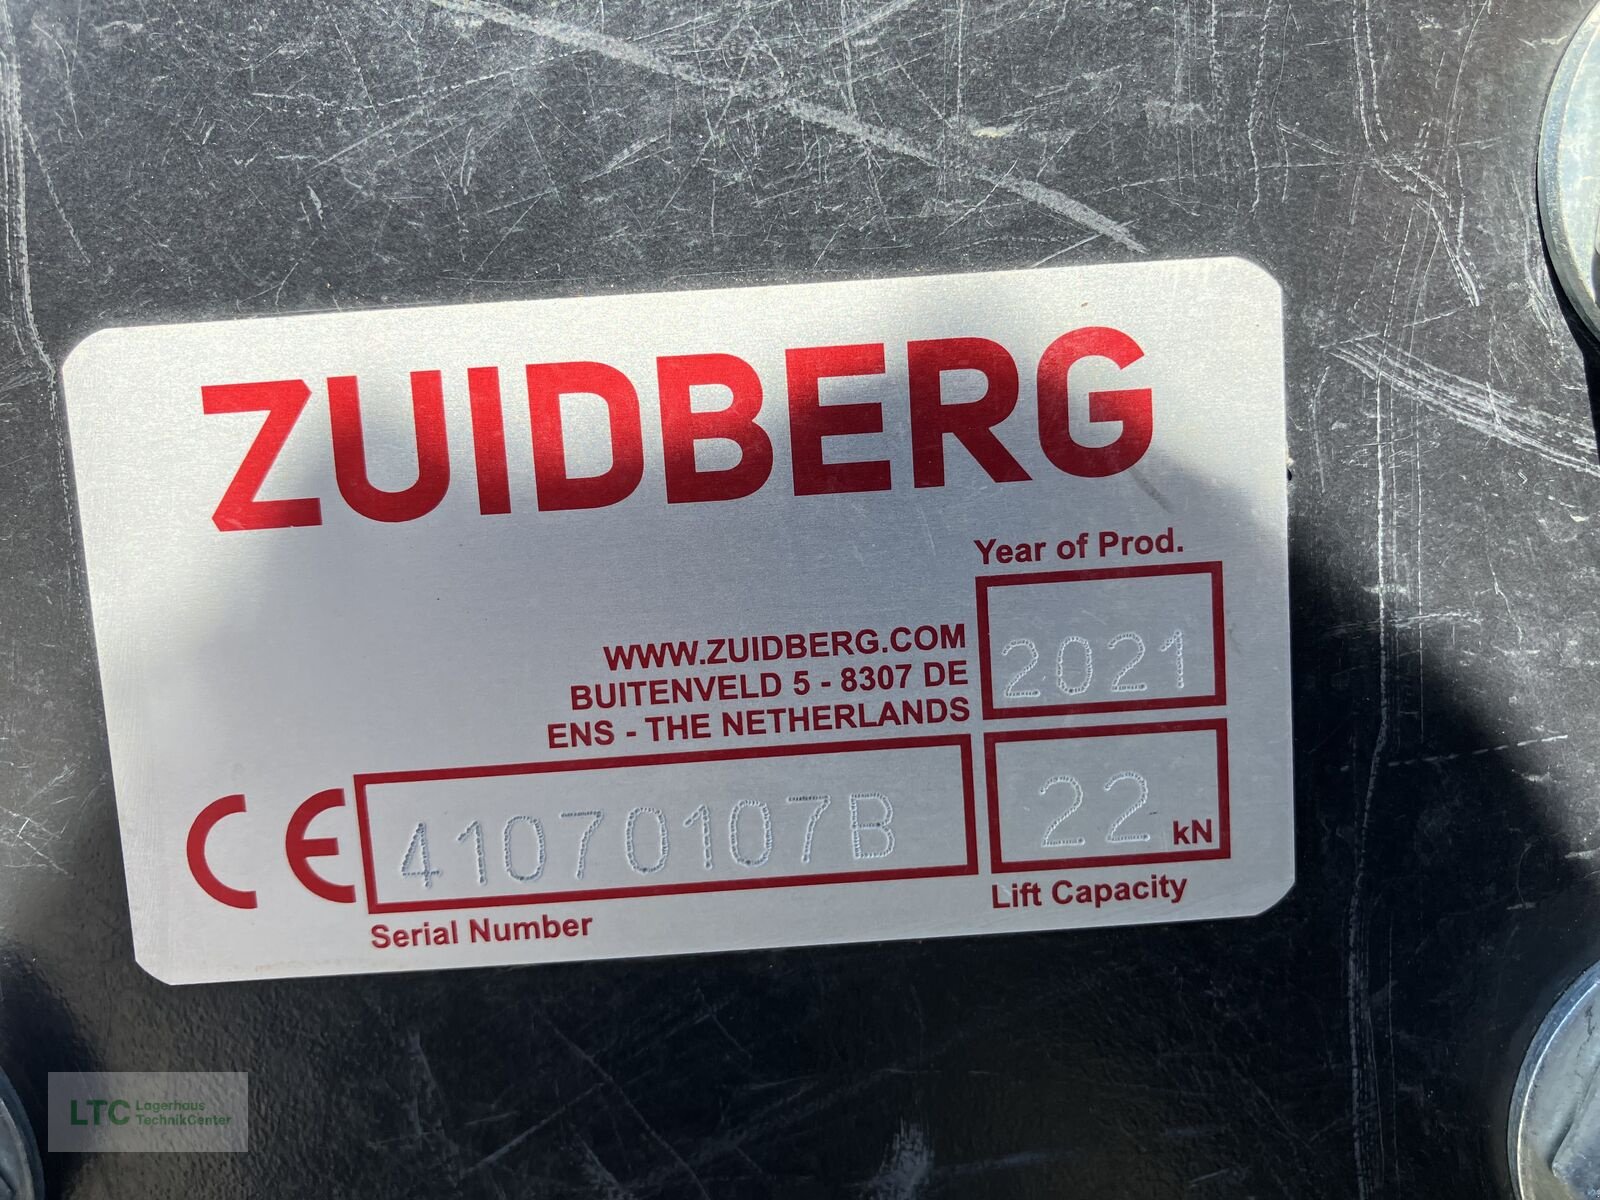 ZUIDBERG
Year of Prod.
2021
WWW.ZUIDBERG.COM
BUITENVELD 5 - 8307 DE
ENS - THE NETHERLANDS
CE
41070107B
22 kN
Serial Number
Lift Capacity
LTC Lagerhaus
TechnikCenter